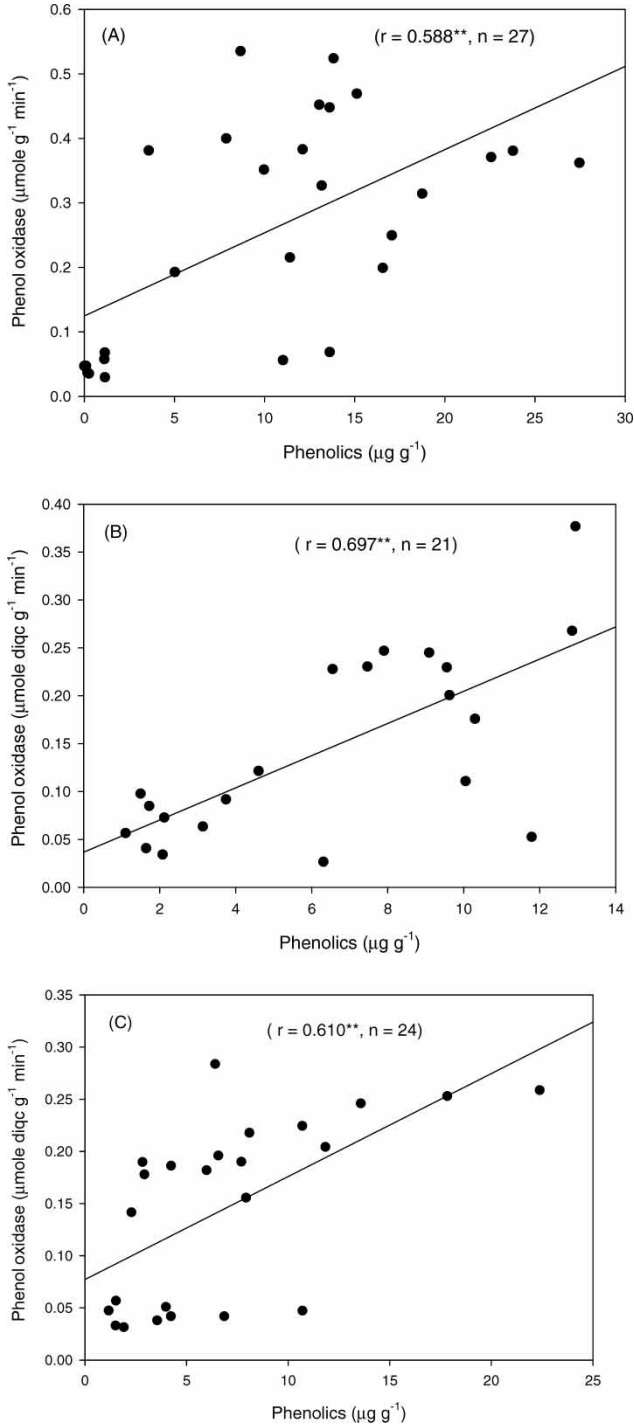 (A)
(r = 0.588**, n = 27)
Phenol oxidase (μmole g⁻¹ min⁻¹)
0.6
0.5
0.4
0.3
0.2
0.1
0.0
0 5 10 15 20 25 30
Phenolics (μg g⁻¹)
(B)
( r = 0.697**, n = 21)
Phenol oxidase (μmole diqc g⁻¹ min⁻¹)
0.40
0.35
0.30
0.25
0.20
0.15
0.10
0.05
0.00
0 2 4 6 8 10 12 14
Phenolics (μg g⁻¹)
(C)
( r = 0.610**, n = 24)
Phenol oxidase (μmole diqc g⁻¹ min⁻¹)
0.35
0.30
0.25
0.20
0.15
0.10
0.05
0.00
0 5 10 15 20 25
Phenolics (μg g⁻¹)